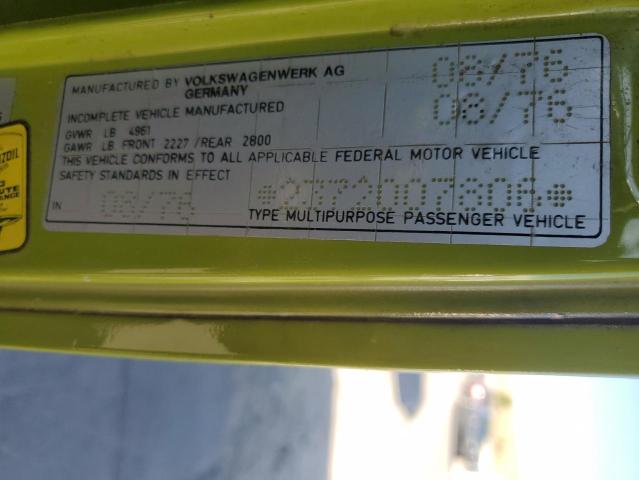 MANUFACTURED BY VOLKSWAGENWERK AG 08/76
GERMANY
INCOMPLETE VEHICLE MANUFACTURED 08/75
GVWR LB 4961
GAWR LB FRONT 2227 / REAR 2800
THIS VEHICLE CONFORMS TO ALL APPLICABLE FEDERAL MOTOR VEHICLE
SAFETY STANDARDS IN EFFECT
IN
TYPE MULTIPURPOSE PASSENGER VEHICLE